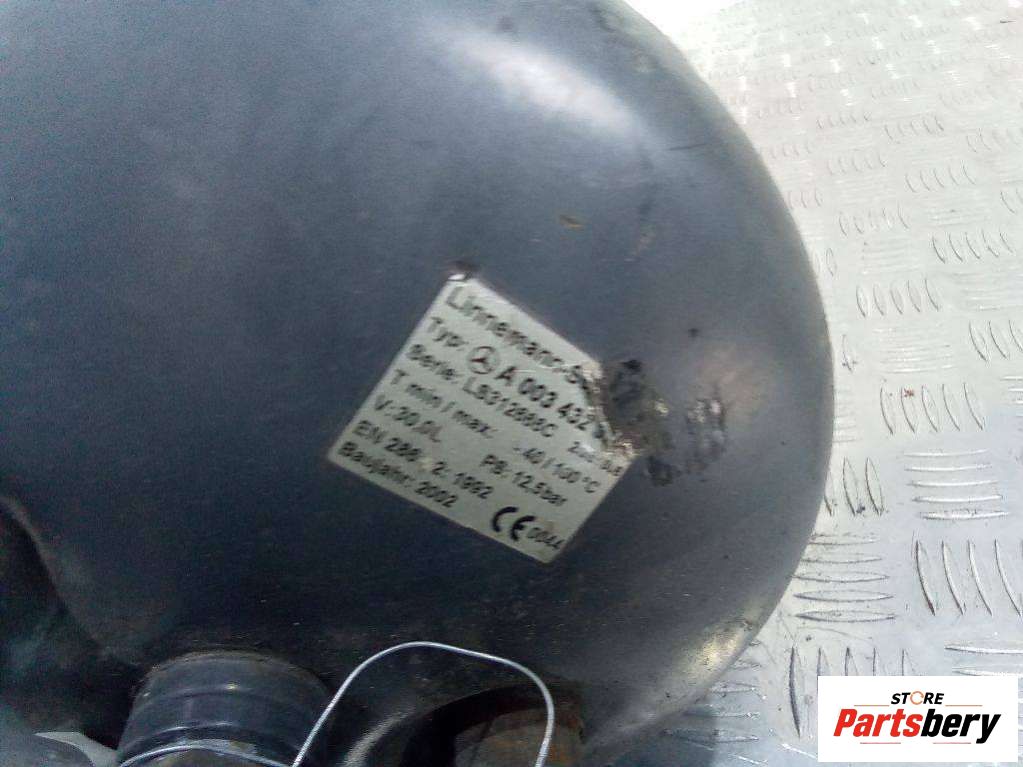 Linnemann-S
Typ: A 003 432
Serie: LS312888C
T min / max. - 40 / 100 °C
V: 30,0L PS: 12,5bar
EN 286 2: 1992
Baujahr: 2002 CE 0044
STORE
Partsbery